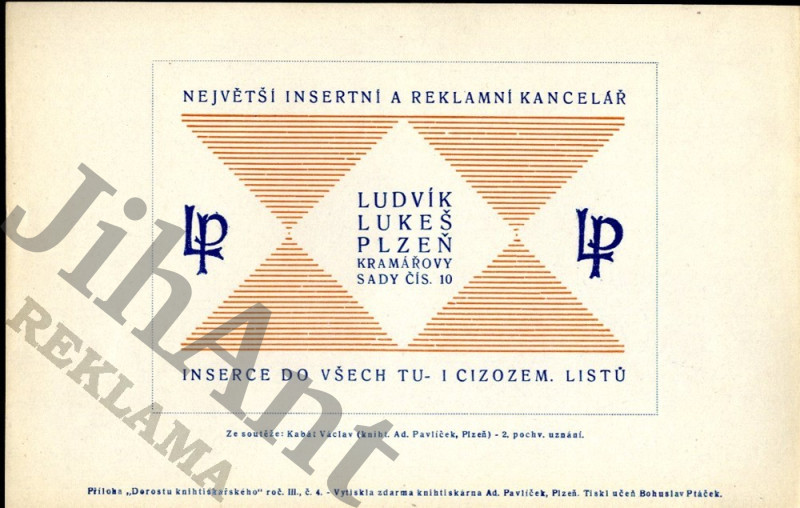 NEJVĚTŠÍ INSERTNÍ A REKLAMNÍ KANCELÁŘ
LUDVÍK
LUKEŠ
PLZEŇ
KRAMÁŘOVY
SADY ČÍS. 10
LP
LP
INSERCE DO VŠECH TU- I CIZOZEM. LISTŮ
Ze soutěže: Kabát Václav (kniht. Ad. Pavlíček, Plzeň) - 2. pochv. uznání.
Příloha „Dorostu knihtiskařského“ roč. III., č. 4. - Vytiskla zdarma knihtiskárna Ad. Pavlíček, Plzeň. Tiskl učeň Bohuslav Ptáček.
JihAnt
REKLAMA